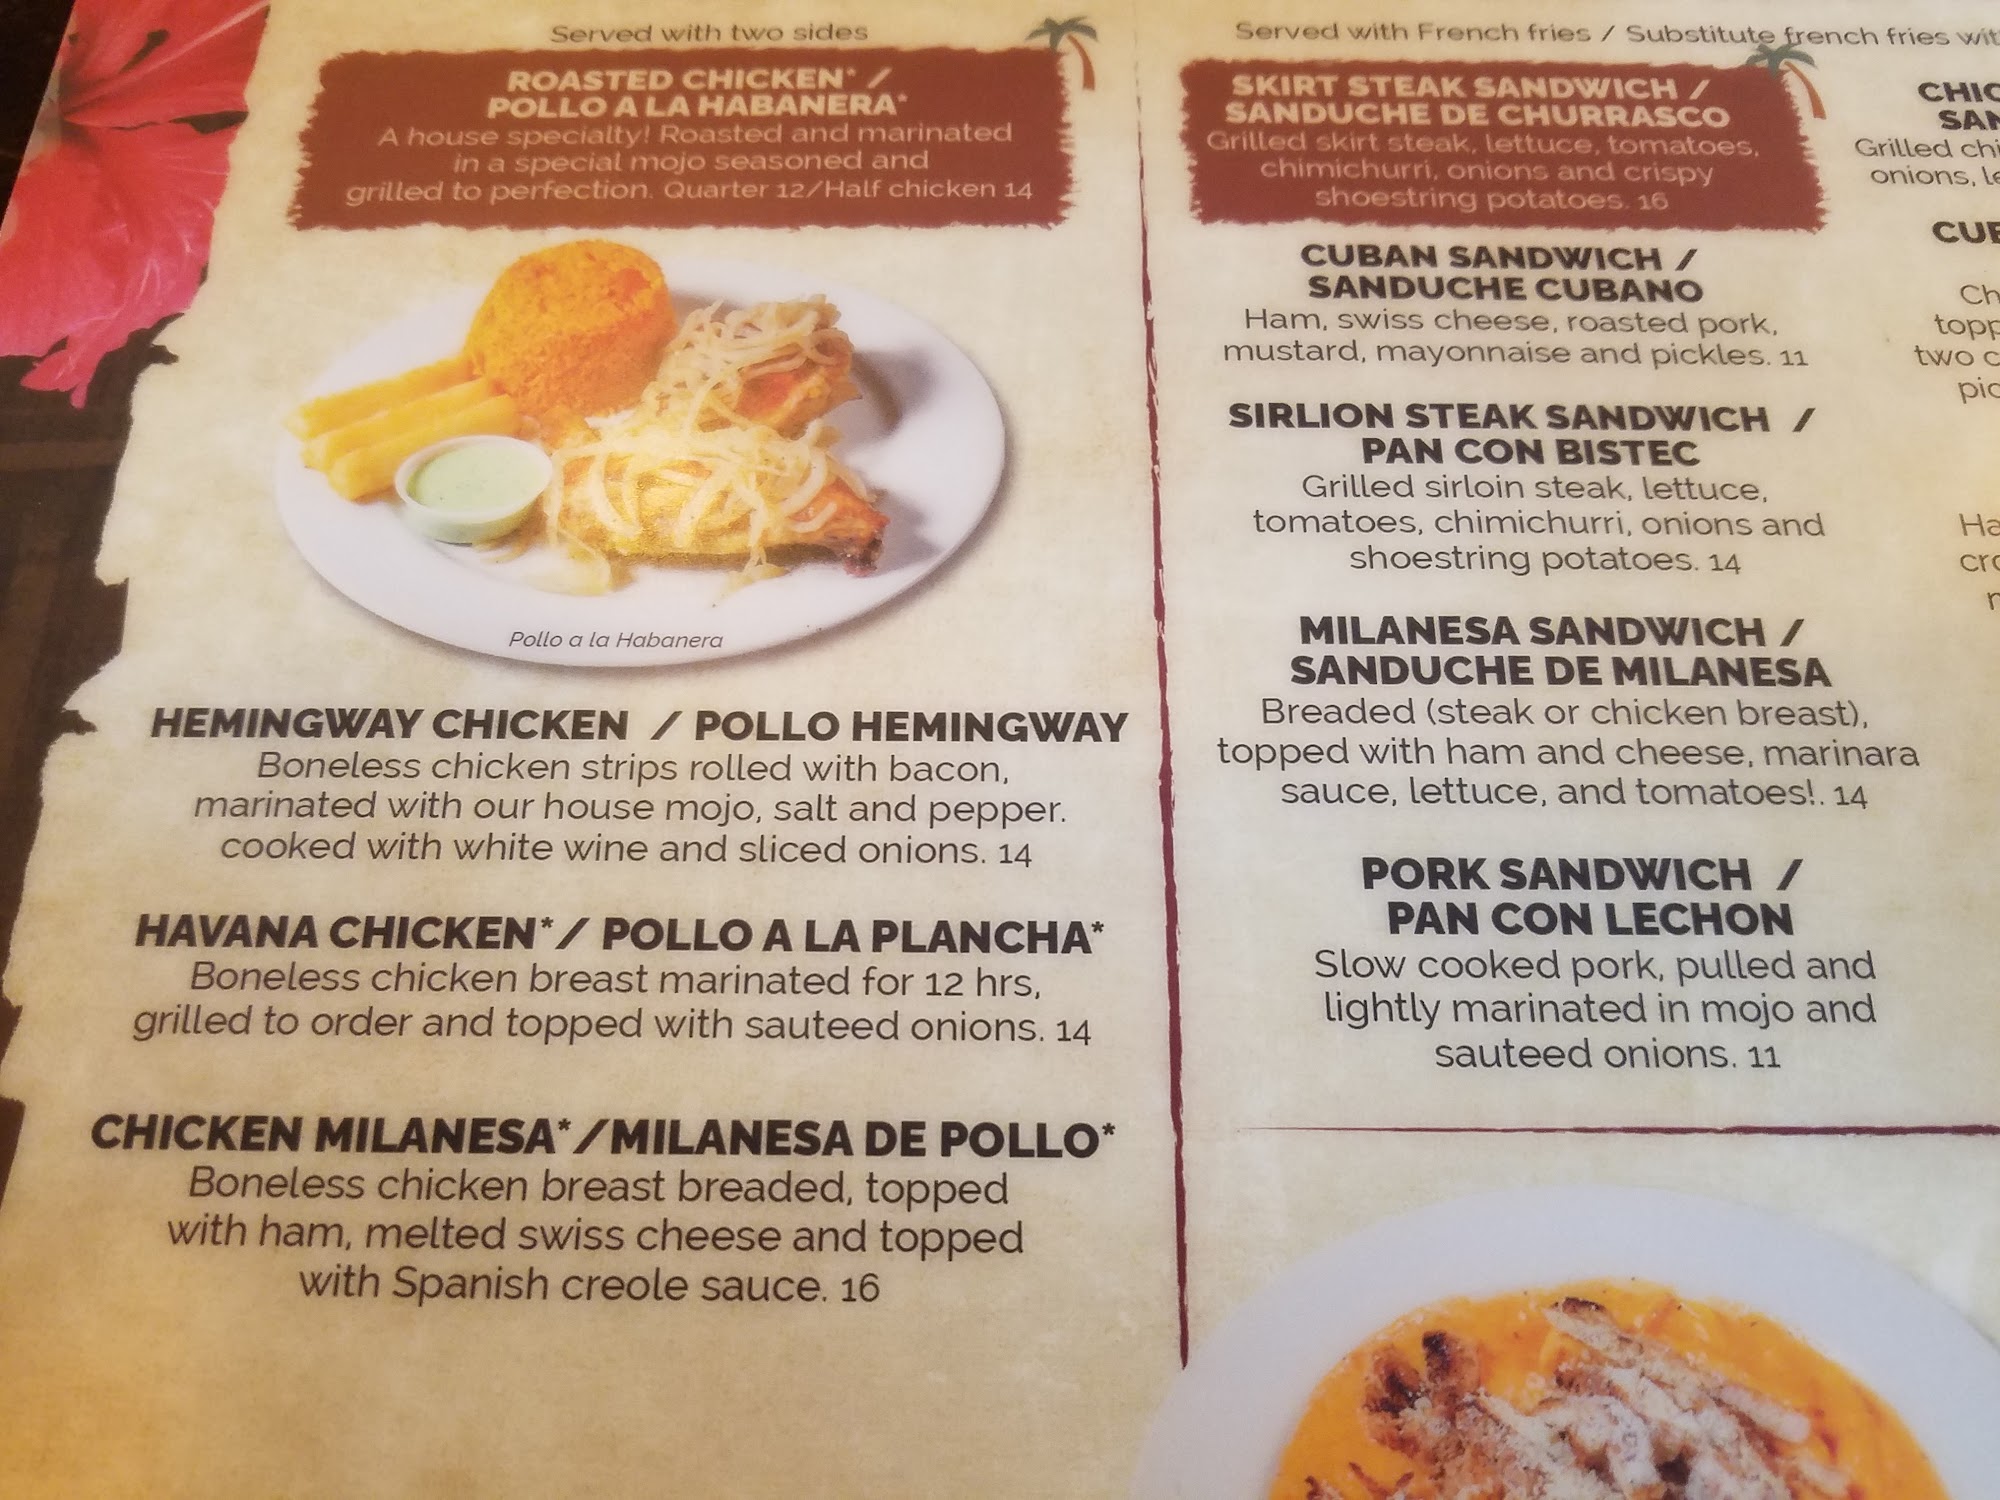 Served with two sides
ROASTED CHICKEN* /
POLLO A LA HABANERA*
A house specialty! Roasted and marinated
in a special mojo seasoned and
grilled to perfection. Quarter 12/Half chicken 14
Pollo a la Habanera
HEMINGWAY CHICKEN / POLLO HEMINGWAY
Boneless chicken strips rolled with bacon,
marinated with our house mojo, salt and pepper.
cooked with white wine and sliced onions. 14
HAVANA CHICKEN* / POLLO A LA PLANCHA*
Boneless chicken breast marinated for 12 hrs,
grilled to order and topped with sauteed onions. 14
CHICKEN MILANESA* /MILANESA DE POLLO*
Boneless chicken breast breaded, topped
with ham, melted swiss cheese and topped
with Spanish creole sauce. 16
Served with French fries / Substitute french fries
SKIRT STEAK SANDWICH /
SANDUCHE DE CHURRASCO
Grilled skirt steak, lettuce, tomatoes,
chimichurri, onions and crispy
shoestring potatoes. 16
CUBAN SANDWICH /
SANDUCHE CUBANO
Ham, swiss cheese, roasted pork,
mustard, mayonnaise and pickles. 11
SIRLION STEAK SANDWICH /
PAN CON BISTEC
Grilled sirloin steak, lettuce,
tomatoes, chimichurri, onions and
shoestring potatoes. 14
MILANESA SANDWICH /
SANDUCHE DE MILANESA
Breaded (steak or chicken breast),
topped with ham and cheese, marinara
sauce, lettuce, and tomatoes!. 14
PORK SANDWICH /
PAN CON LECHON
Slow cooked pork, pulled and
lightly marinated in mojo and
sauteed onions. 11
Grilled
onions,
two